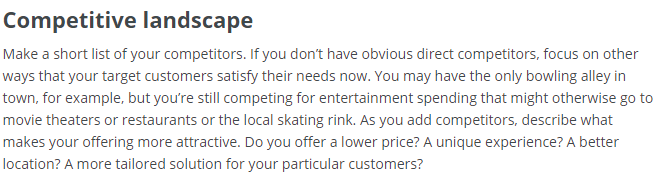 Competitive landscape
Make a short list of your competitors. If you don’t have obvious direct competitors, focus on other
ways that your target customers satisfy their needs now. You may have the only bowling alley in
town, for example, but you’re still competing for entertainment spending that might otherwise go to
movie theaters or restaurants or the local skating rink. As you add competitors, describe what
makes your offering more attractive. Do you offer a lower price? A unique experience? A better
location? A more tailored solution for your particular customers?